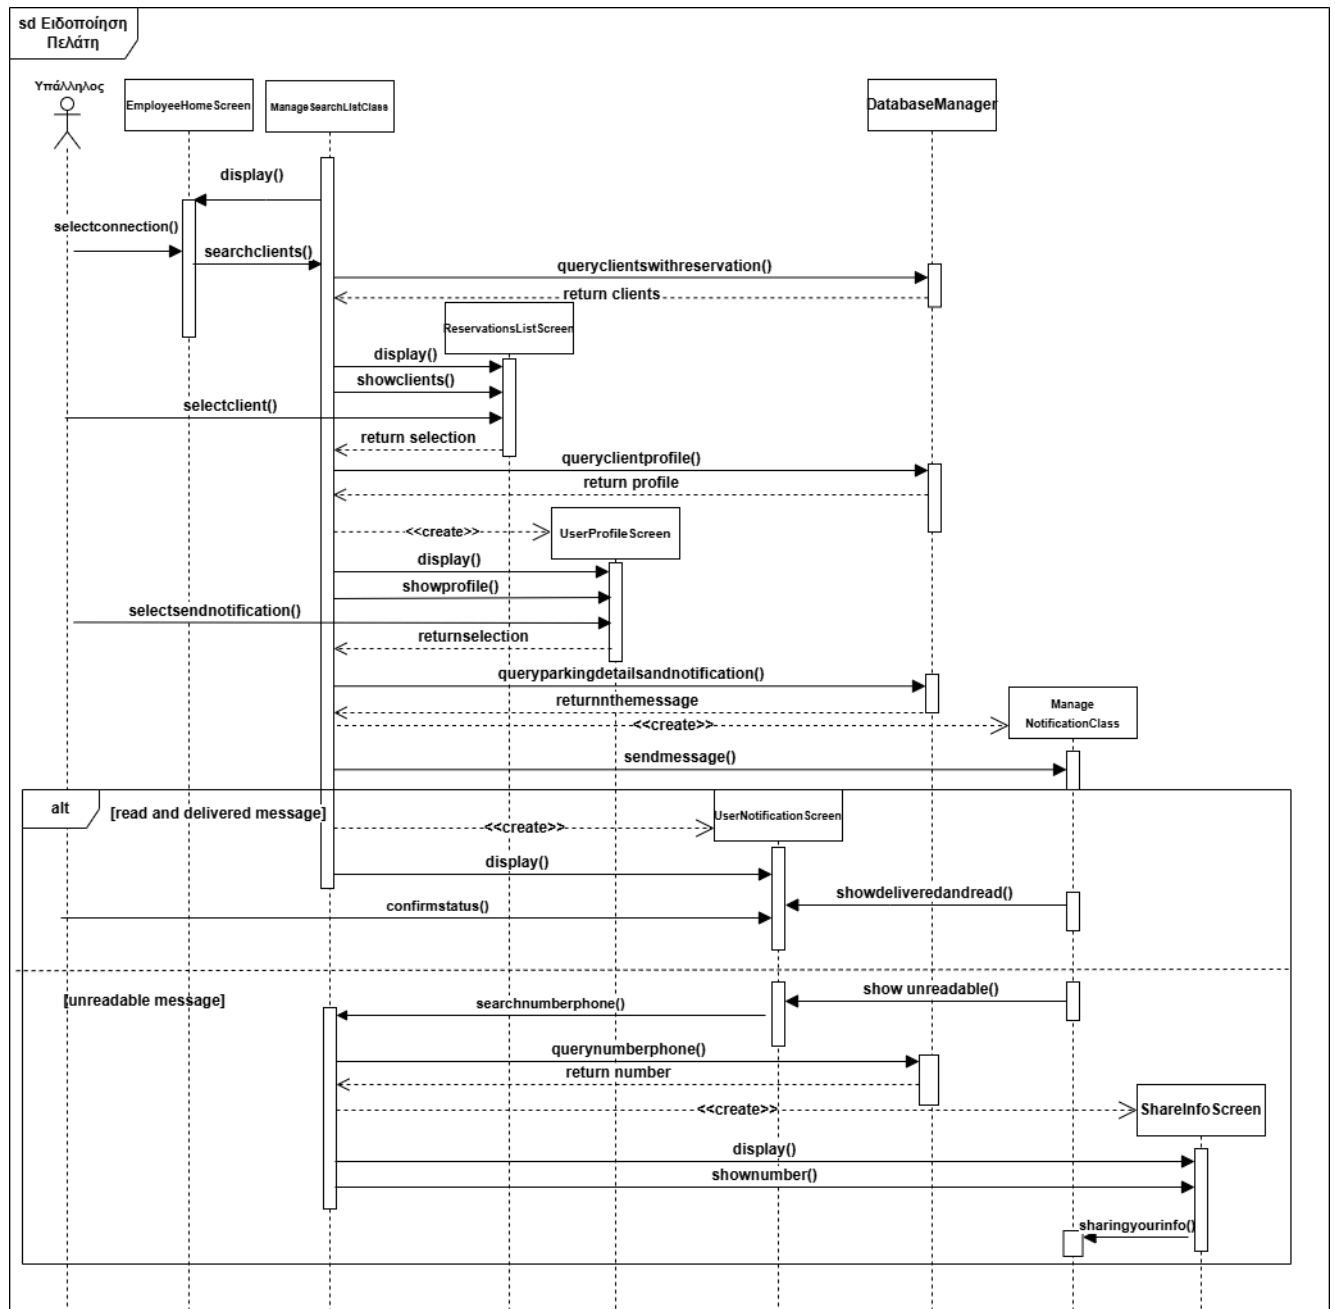 sd Ειδοποίηση
Πελάτη
Υπάλληλος
EmployeeHomeScreen
ManageSearchListClass
DatabaseManager
display()
selectconnection()
searchclients()
queryclientswithreservation()
return clients
ReservationsListScreen
display()
showclients()
selectclient()
return selection
queryclientprofile()
return profile
<<create>>
UserProfileScreen
display()
showprofile()
selectsendnotification()
returnselection
queryparkingdetailsandnotification()
returnnthemessage
<<create>>
Manage
NotificationClass
sendmessage()
alt
[read and delivered message]
<<create>>
UserNotificationScreen
display()
showdeliveredandread()
confirmstatus()
[unreadable message]
show unreadable()
searchnumberphone()
querynumberphone()
return number
<<create>>
ShareInfoScreen
display()
shownumber()
sharingyourinfo()